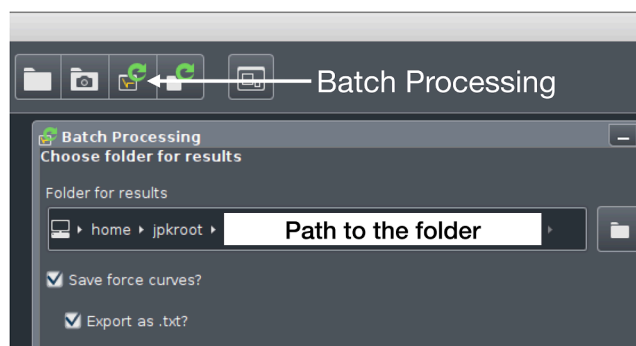 Batch Processing
Batch Processing
Choose folder for results
Folder for results
home jpkroot Path to the folder
Save force curves?
Export as .txt?